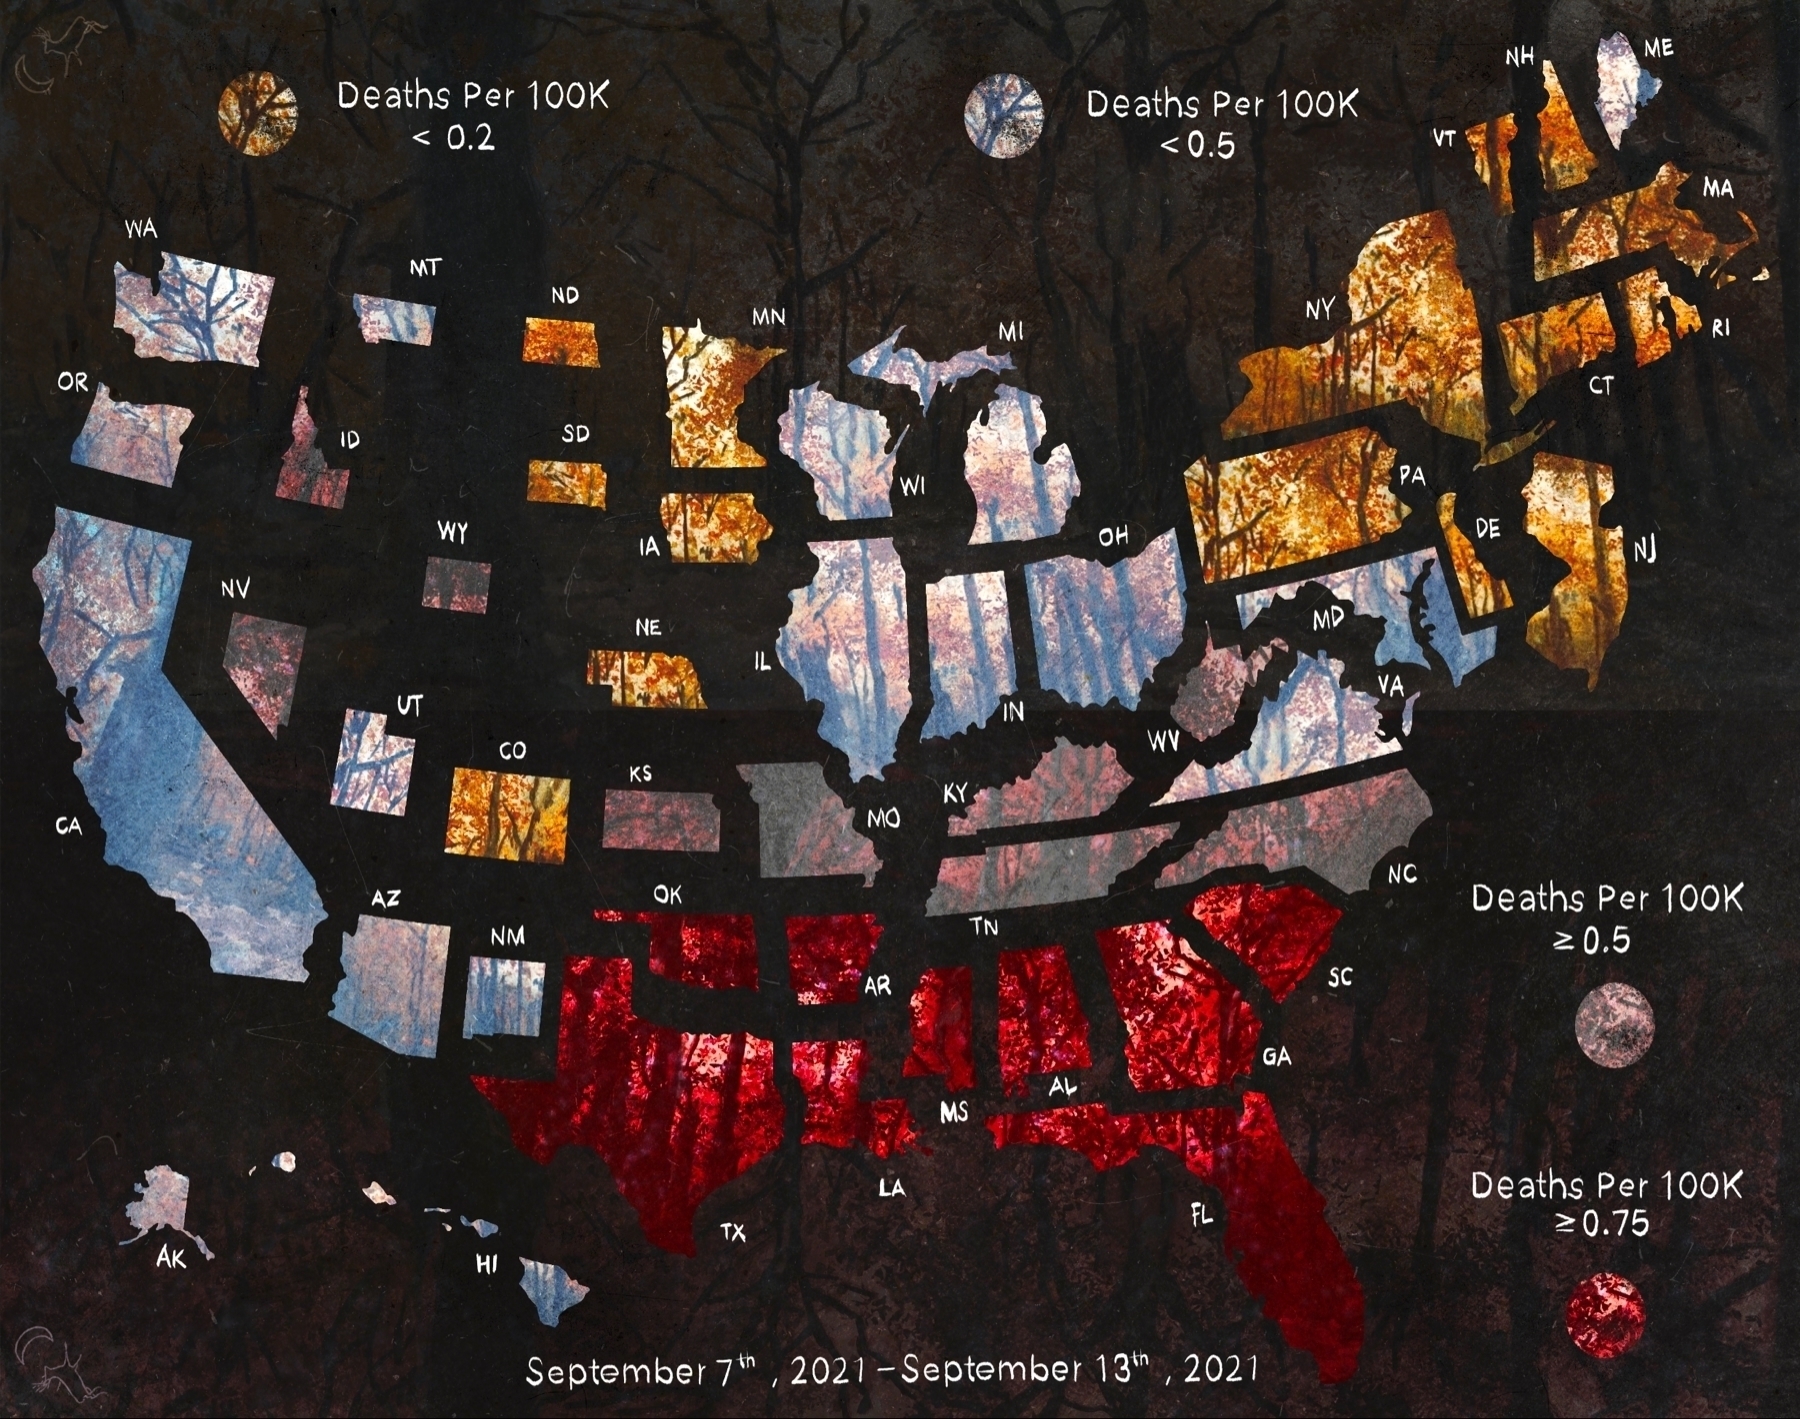 Deaths Per 100K
< 0.2
Deaths Per 100K
<0.5
NH
ME
VT
MA
WA
MT
ND
MN
MI
NY
RI
OR
ID
SD
CT
WI
PA
WY
IA
OH
DE
NJ
NV
NE
MD
IL
IN
VA
UT
WV
CO
KS
KY
MO
CA
AZ
OK
NC
NM
TN
Deaths Per 100K
≥0.5
AR
SC
GA
AL
MS
LA
TX
FL
AK
HI
Deaths Per 100K
≥0.75
September 7th , 2021 – September 13th , 2021